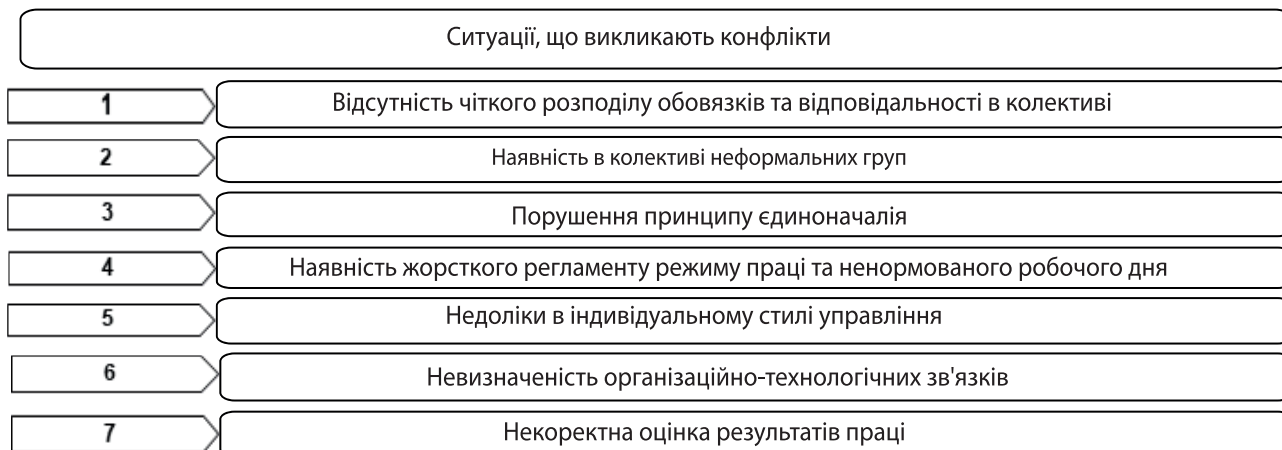 Ситуації, що викликають конфлікти
1 Відсутність чіткого розподілу обовязків та відповідальності в колективі
2 Наявність в колективі неформальних груп
3 Порушення принципу єдиноначалія
4 Наявність жорсткого регламенту режиму праці та ненормованого робочого дня
5 Недоліки в індивідуальному стилі управління
6 Невизначеність організаційно-технологічних зв'язків
7 Некоректна оцінка результатів праці